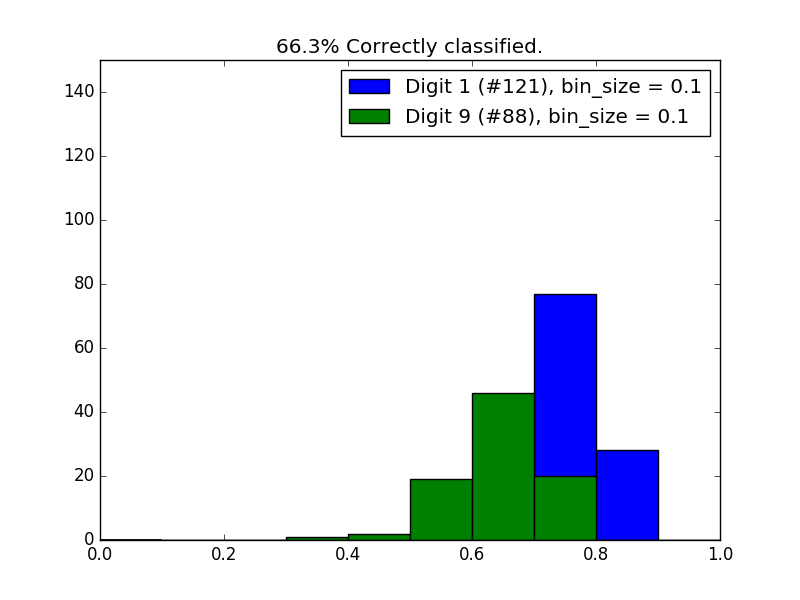 66.3% Correctly classified.
Digit 1 (#121), bin_size = 0.1
Digit 9 (#88), bin_size = 0.1
140
120
100
80
60
40
20
0
0.0 0.2 0.4 0.6 0.8 1.0